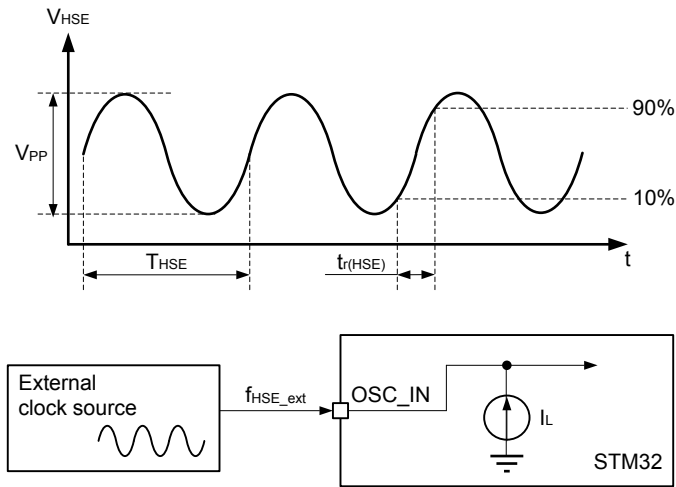 VHSE
90%
VPP
10%
THSE
tr(HSE)
t
External
clock source
fHSE_ext
OSC_IN
IL
STM32